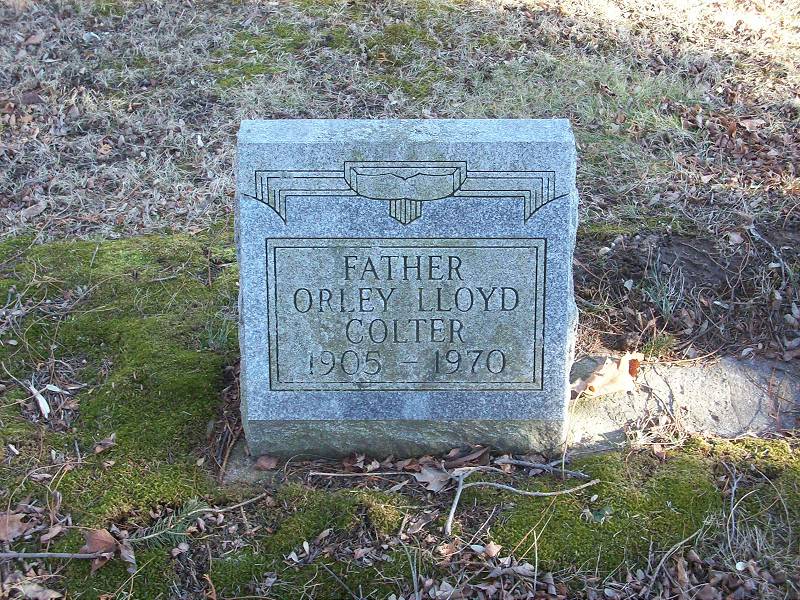 FATHER
ORLEY LLOYD
COLTER
1905 - 1970